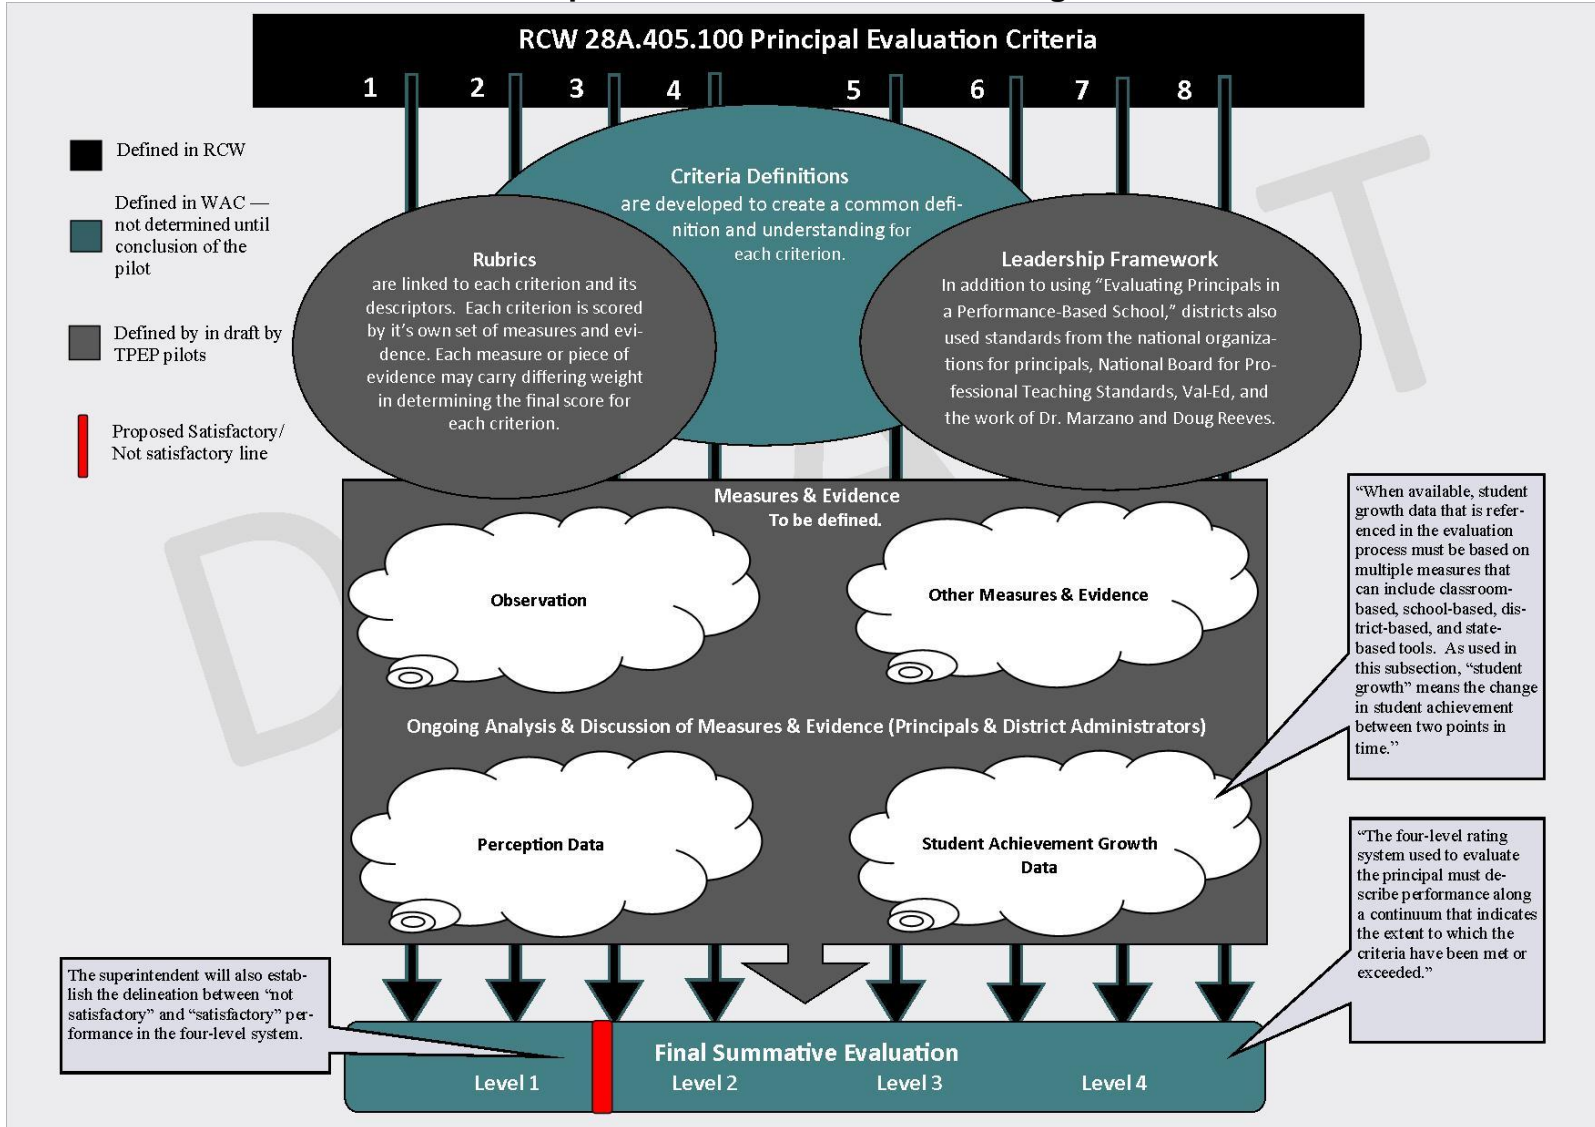 RCW 28A.405.100 Principal Evaluation Criteria
1 2 3 4 5 6 7 8
Defined in RCW
Defined in WAC —
not determined until
conclusion of the
pilot
Defined by in draft by
TPEP pilots
Proposed Satisfactory/
Not satisfactory line
Criteria Definitions
are developed to create a common defi-
nition and understanding for
each criterion.
Rubrics
are linked to each criterion and its
descriptors.  Each criterion is scored
by it's own set of measures and evi-
dence. Each measure or piece of
evidence may carry differing weight
in determining the final score for
each criterion.
Leadership Framework
In addition to using “Evaluating Principals in
a Performance-Based School,” districts also
used standards from the national organiza-
tions for principals, National Board for Pro-
fessional Teaching Standards, Val-Ed, and
the work of Dr. Marzano and Doug Reeves.
Measures & Evidence
To be defined.
Observation
Other Measures & Evidence
Ongoing Analysis & Discussion of Measures & Evidence (Principals & District Administrators)
Perception Data
Student Achievement Growth
Data
“When available, student
growth data that is refer-
enced in the evaluation
process must be based on
multiple measures that
can include classroom-
based, school-based, dis-
trict-based, and state-
based tools.  As used in
this subsection, “student
growth” means the change
in student achievement
between two points in
time.”
“The four-level rating
system used to evaluate
the principal must de-
scribe performance along
a continuum that indicates
the extent to which the
criteria have been met or
exceeded.”
The superintendent will also estab-
lish the delineation between “not
satisfactory” and “satisfactory” per-
formance in the four-level system.
Final Summative Evaluation
Level 1 Level 2 Level 3 Level 4